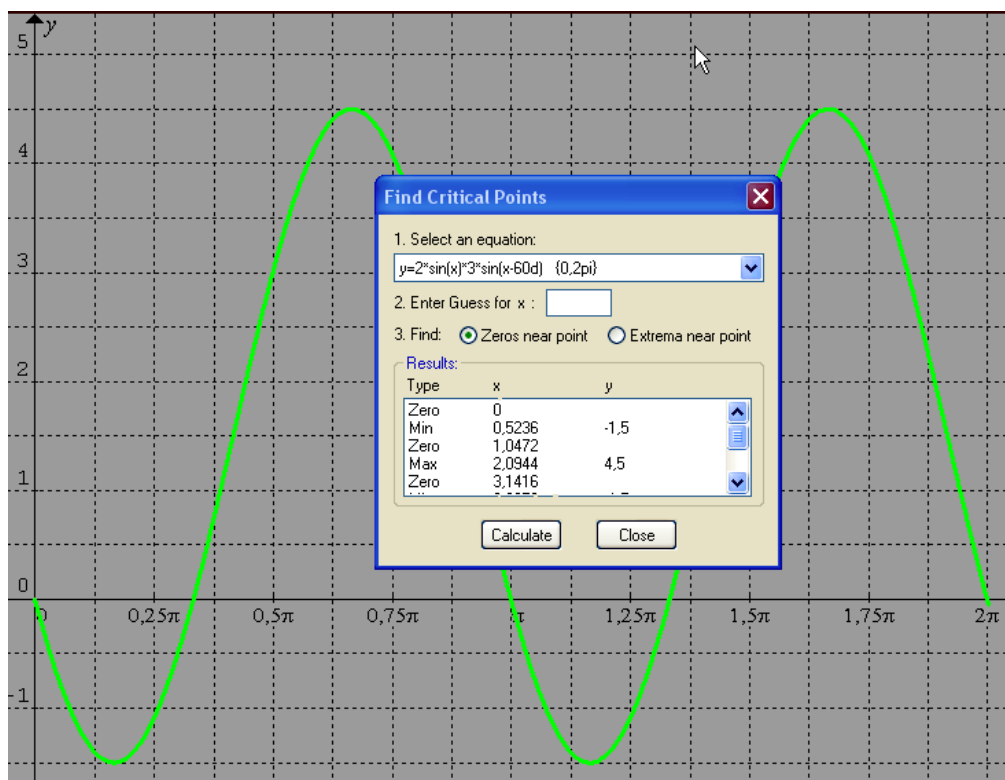 y
5
4
3
2
1
0
-1
0 0,25π 0,5π π 1,25π 1,5π 1,75π 2π
Find Critical Points
1. Select an equation:
y=2*sin(x)*3*sin(x-60d) {0,2pi}
2. Enter Guess for x :
3. Find: Zeros near point Extrema near point
Results:
Type x y
Zero 0
Min 0,5236 -1,5
Zero 1,0472
Max 2,0944 4,5
Zero 3,1416
Calculate Close